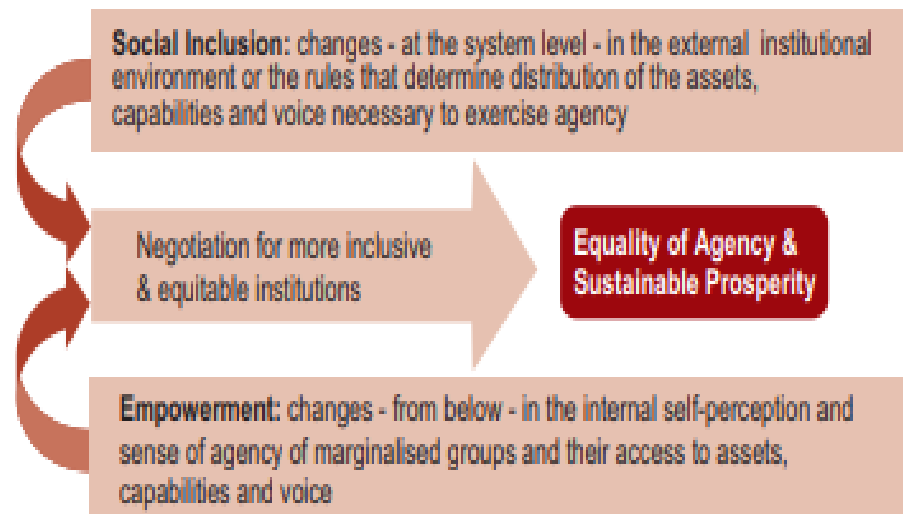 Social Inclusion: changes - at the system level - in the external institutional
environment or the rules that determine distribution of the assets,
capabilities and voice necessary to exercise agency
Negotiation for more inclusive
& equitable institutions
Equality of Agency &
Sustainable Prosperity
Empowerment: changes - from below - in the internal self-perception and
sense of agency of marginalised groups and their access to assets,
capabilities and voice